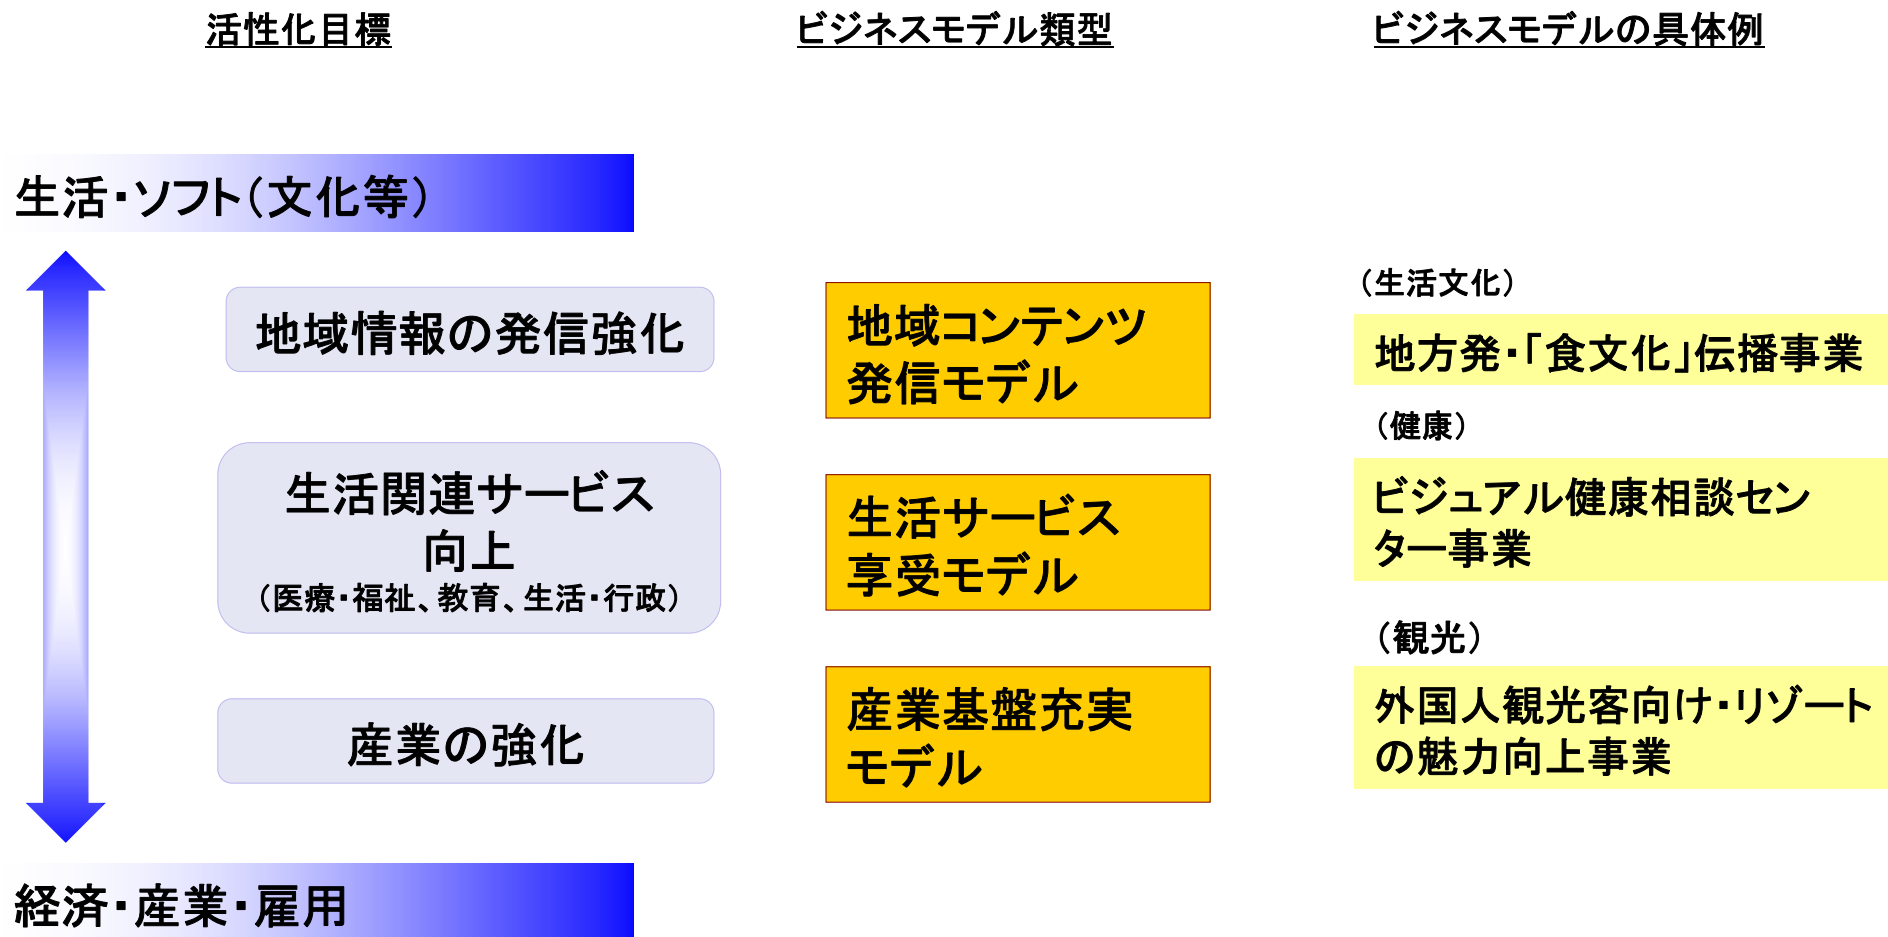 活性化目標
ビジネスモデル類型
ビジネスモデルの具体例
生活・ソフト（文化等）
地域情報の発信強化
地域コンテンツ
発信モデル
（生活文化）
地方発・「食文化」伝播事業
生活関連サービス
向上
（医療・福祉、教育、生活・行政）
生活サービス
享受モデル
（健康）
ビジュアル健康相談セン
ター事業
産業の強化
産業基盤充実
モデル
（観光）
外国人観光客向け・リゾート
の魅力向上事業
経済・産業・雇用